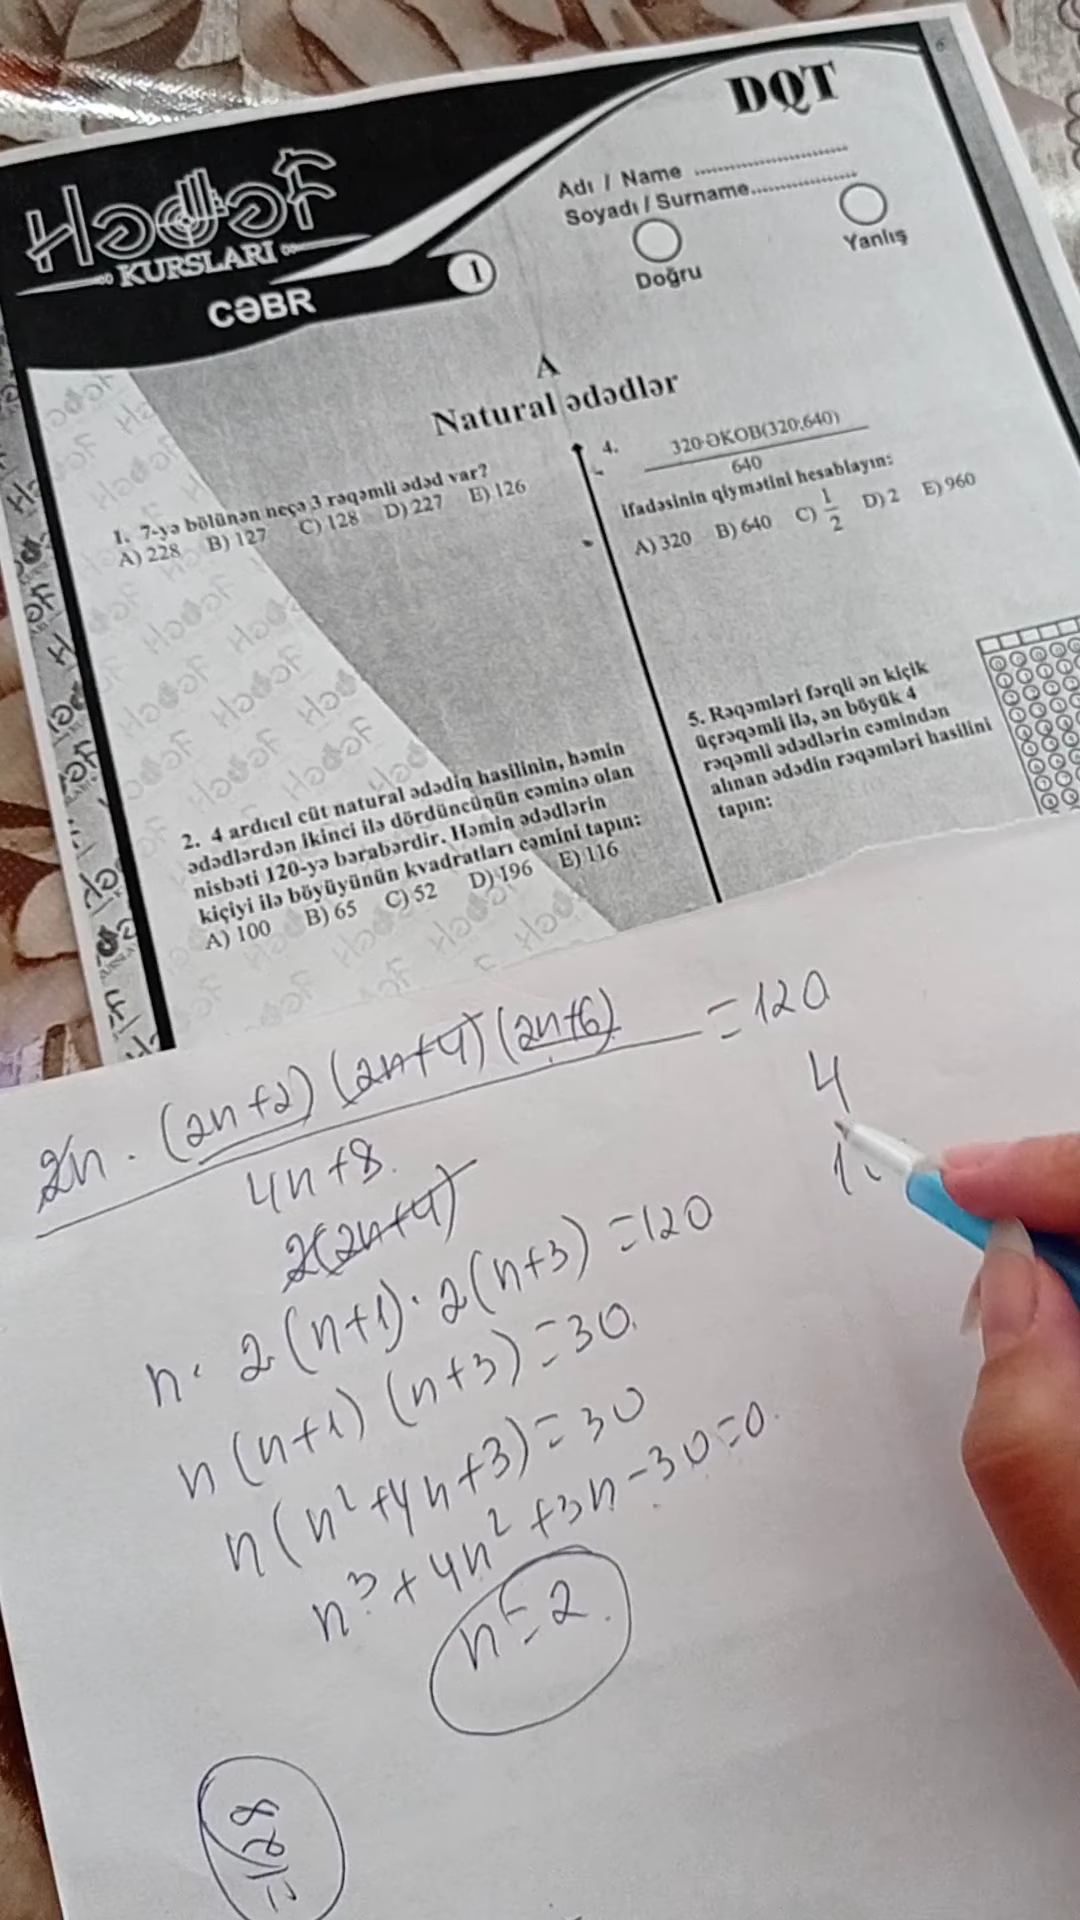 DQT
HədəF
KURSLARI
CƏBR
1
Adı / Name
Soyadı / Surname
Doğru
Yanlış
A
Natural ədədlər
1. 7-yə bölünən neçə 3 rəqəmli ədəd var?
A) 228 B) 127 C) 128 D) 227 E) 126
2. 4 ardıcıl cüt natural ədədin hasilinin, həmin
ədədlərdən ikinci ilə dördüncünün cəminə olan
nisbəti 120-yə bərabərdir. Həmin ədədlərin
kiçiyi ilə böyüyünün kvadratları cəmini tapın:
A) 100 B) 65 C) 52 D) 196 E) 116
4. 320·ƏKOB(320;640)
640
ifadəsinin qiymətini hesablayın:
A) 320 B) 640 C) 1/2 D) 2 E) 960
5. Rəqəmləri fərqli ən kiçik
üçrəqəmli ilə, ən böyük 4
rəqəmli ədədlərin cəmindən
alınan ədədin rəqəmləri hasilini
tapın:
2n · (2n+2) (2n+4) (2n+6) = 120
4n+8
2(2n+4)
n · 2(n+1) · 2(n+3) = 120
n(n+1) (n+3) = 30
n(n²+4n+3) = 30
n³+4n²+3n-30=0
n=2
4
=128